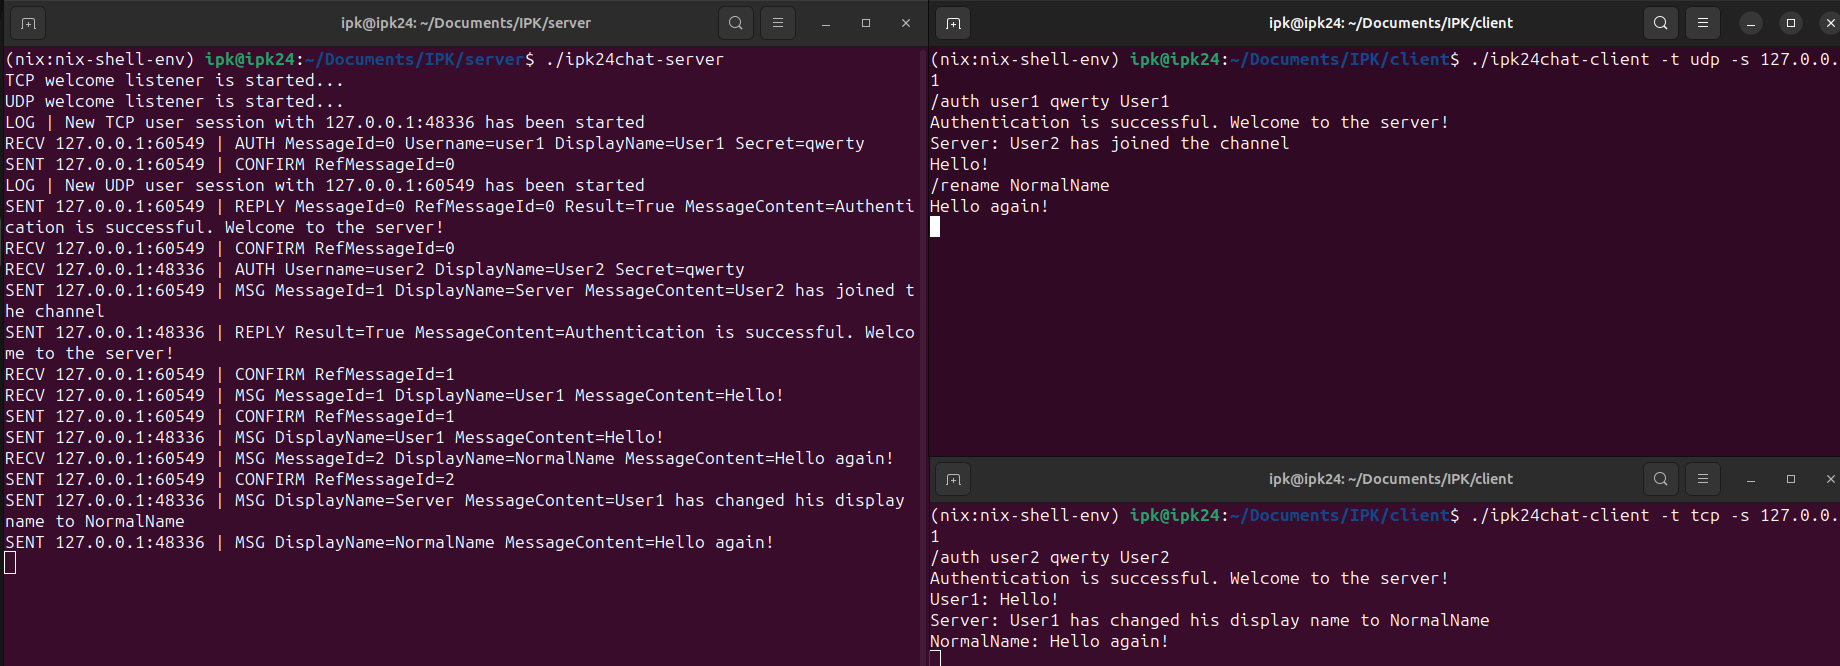 ipk@ipk24: ~/Documents/IPK/server
(nix:nix-shell-env) ipk@ipk24:~/Documents/IPK/server$ ./ipk24chat-server
TCP welcome listener is started...
UDP welcome listener is started...
LOG | New TCP user session with 127.0.0.1:48336 has been started
RECV 127.0.0.1:60549 | AUTH MessageId=0 Username=user1 DisplayName=User1 Secret=qwerty
SENT 127.0.0.1:60549 | CONFIRM RefMessageId=0
LOG | New UDP user session with 127.0.0.1:60549 has been started
SENT 127.0.0.1:60549 | REPLY MessageId=0 RefMessageId=0 Result=True MessageContent=Authenti
cation is successful. Welcome to the server!
RECV 127.0.0.1:60549 | CONFIRM RefMessageId=0
RECV 127.0.0.1:48336 | AUTH Username=user2 DisplayName=User2 Secret=qwerty
SENT 127.0.0.1:60549 | MSG MessageId=1 DisplayName=Server MessageContent=User2 has joined t
he channel
SENT 127.0.0.1:48336 | REPLY Result=True MessageContent=Authentication is successful. Welco
me to the server!
RECV 127.0.0.1:60549 | CONFIRM RefMessageId=1
RECV 127.0.0.1:60549 | MSG MessageId=1 DisplayName=User1 MessageContent=Hello!
SENT 127.0.0.1:60549 | CONFIRM RefMessageId=1
SENT 127.0.0.1:48336 | MSG DisplayName=User1 MessageContent=Hello!
RECV 127.0.0.1:60549 | MSG MessageId=2 DisplayName=NormalName MessageContent=Hello again!
SENT 127.0.0.1:60549 | CONFIRM RefMessageId=2
SENT 127.0.0.1:48336 | MSG DisplayName=Server MessageContent=User1 has changed his display
name to NormalName
SENT 127.0.0.1:48336 | MSG DisplayName=NormalName MessageContent=Hello again!
ipk@ipk24: ~/Documents/IPK/client
(nix:nix-shell-env) ipk@ipk24:~/Documents/IPK/client$ ./ipk24chat-client -t udp -s 127.0.0.
1
/auth user1 qwerty User1
Authentication is successful. Welcome to the server!
Server: User2 has joined the channel
Hello!
/rename NormalName
Hello again!
ipk@ipk24: ~/Documents/IPK/client
(nix:nix-shell-env) ipk@ipk24:~/Documents/IPK/client$ ./ipk24chat-client -t tcp -s 127.0.0.
1
/auth user2 qwerty User2
Authentication is successful. Welcome to the server!
User1: Hello!
Server: User1 has changed his display name to NormalName
NormalName: Hello again!